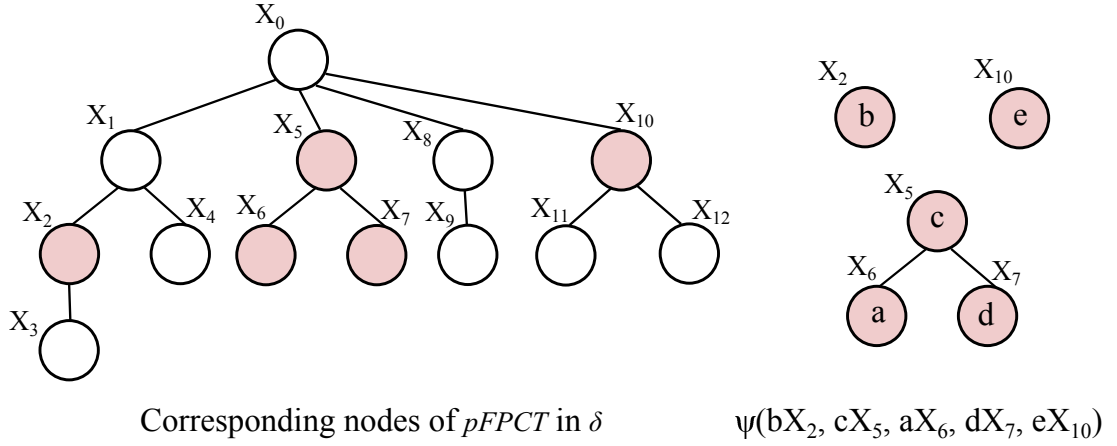 X₀
X₁
X₅
X₈
X₁₀
X₂
X₄
X₆
X₇
X₉
X₁₁
X₁₂
X₃
Corresponding nodes of pFPCT in δ
X₂
b
X₁₀
e
X₅
c
X₆
a
X₇
d
ψ(bX₂, cX₅, aX₆, dX₇, eX₁₀)